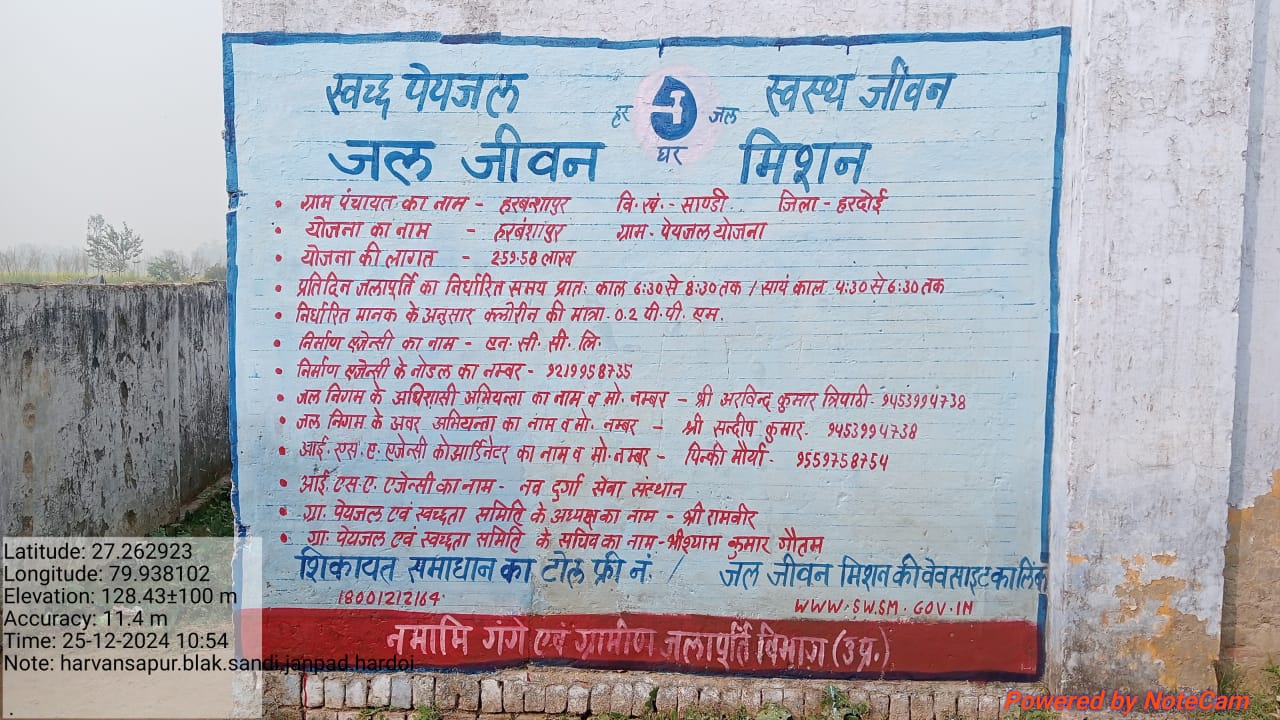 स्वच्छ पेयजल हर घर जल स्वस्थ जीवन
जल जीवन मिशन
• ग्राम पंचायत का नाम - हरबन्शापुर वि.खं.- साण्डी. जिला - हरदोई
• योजना का नाम - हरबंशापुर ग्राम- पेयजल योजना
• योजना की लागत - 259.58 लाख
• प्रतिदिन जलापूर्ति का निर्धारित समय प्रातः काल 6:30 से 8:30 तक / सायं काल 4:30 से 6:30 तक
• निर्धारित मानक के अनुसार क्लोरीन की मात्रा- 0.2 पी.पी. एम.
• निर्माण एजेन्सी का नाम - एन. सी. सी. लि.
• निर्माण एजेन्सी के नोडल का नम्बर - 9219958735
• जल निगम के अधिशासी अभियन्ता का नाम व मो. नम्बर - श्री अरविन्द कुमार त्रिपाठी- 9453994738
• जल निगम के अवर अभियन्ता का नाम व मो. नम्बर - श्री सन्दीप कुमार. 9453994738
• आई.एस.ए. एजेन्सी कोआर्डिनेटर का नाम व मो.नम्बर - पिन्की मौर्या- 9559758754
• आई एस.ए. एजेन्सी का नाम - नव दुर्गा सेवा संस्थान
• ग्रा. पेयजल एवं स्वच्छता समिति के अध्यक्ष का नाम - श्री रामवीर
• ग्रा. पेयजल एवं स्वच्छता समिति के सचिव का नाम - श्री श्याम कुमार गौतम
शिकायत समाधान का टोल फ्री नं. / जल जीवन मिशन की वेवसाइट का लिंक
18001212164 WWW.SWSM.GOV.IN
नमामि गंगे एवं ग्रामीण जलापूर्ति विभाग (उप्र.)
Latitude: 27.262923
Longitude: 79.938102
Elevation: 128.43±100 m
Accuracy: 11.4 m
Time: 25-12-2024 10:54
Note: harvansapur.blak.sandi.janpad.hardoi
.
Powered by NoteCam